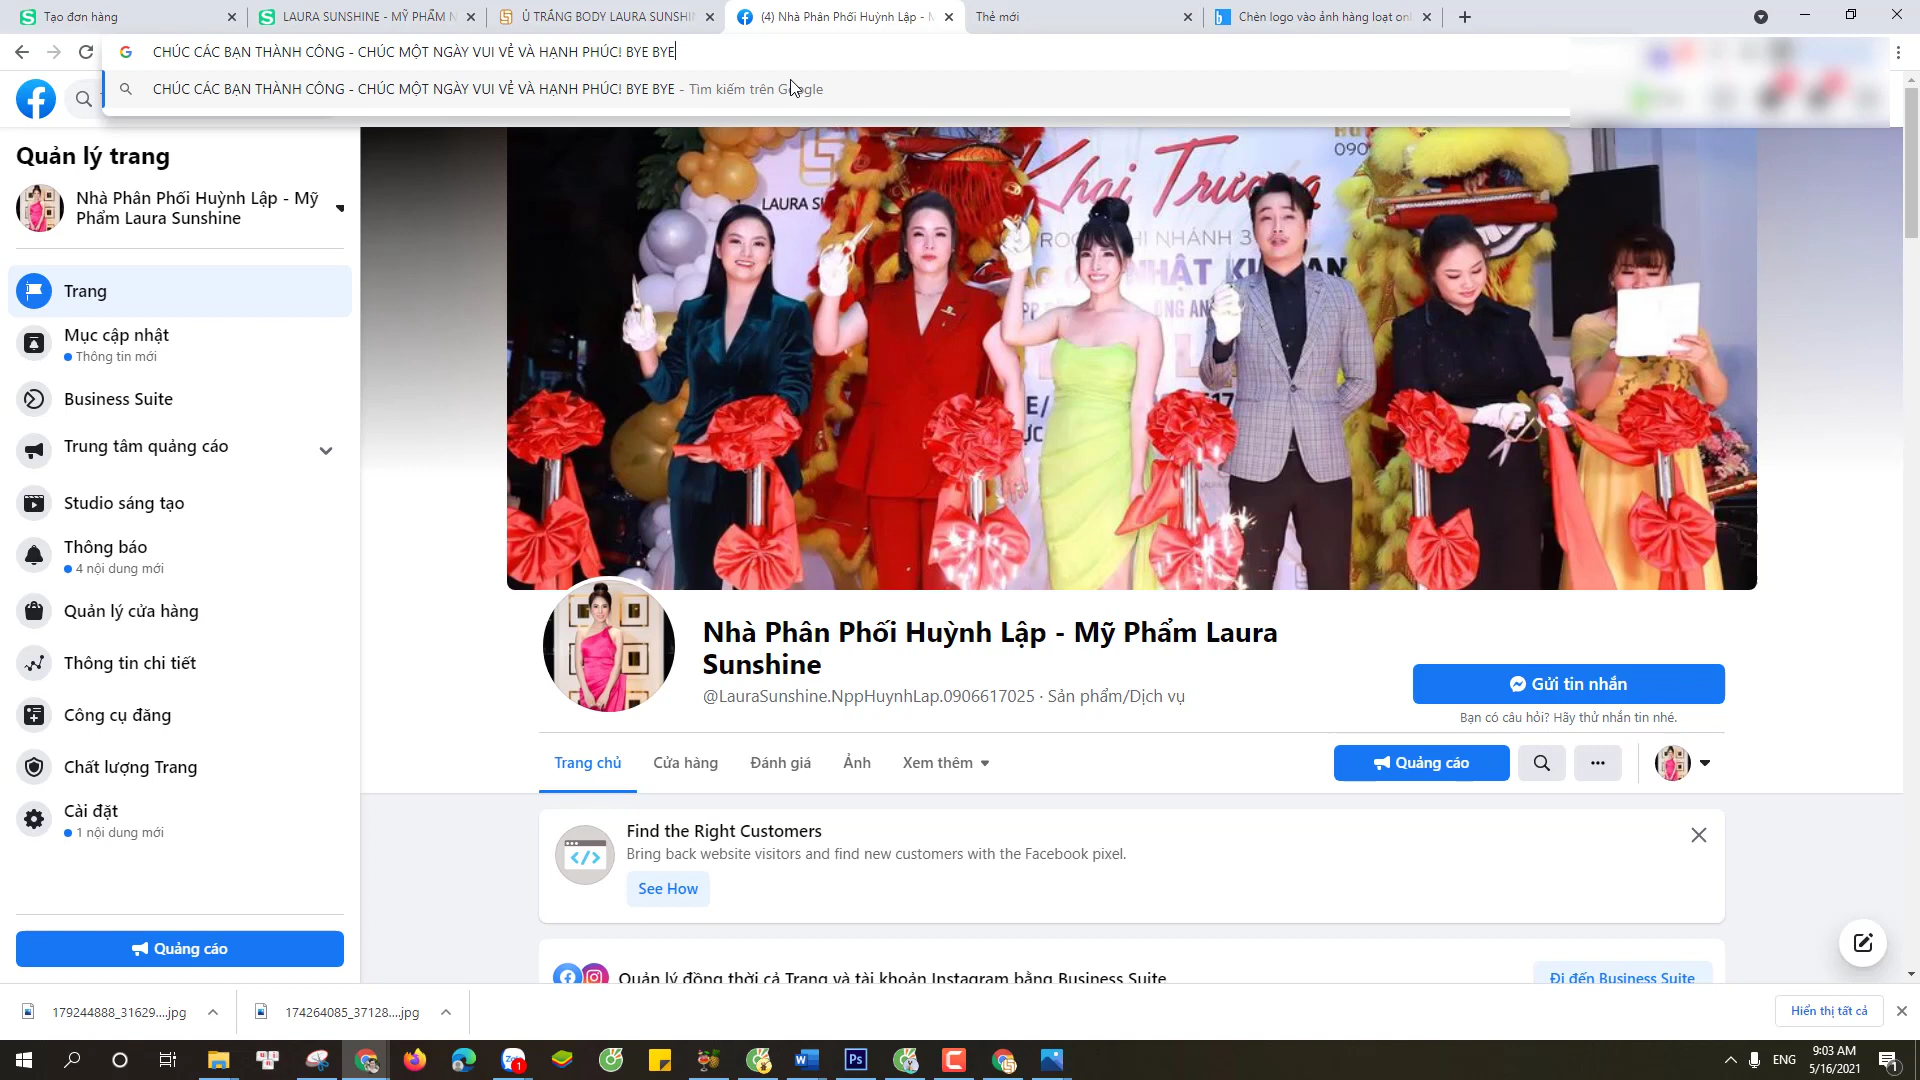 Tạo đơn hàng
LAURA SUNSHINE - MỸ PHẨM
Ủ TRẮNG BODY LAURA
(4) Nhà Phân Phối Huỳnh Lập -
Thẻ mới
Chèn logo vào ảnh hàng loạt
CHÚC CÁC BẠN THÀNH CÔNG - CHÚC MỘT NGÀY VUI VẺ VÀ HẠNH PHÚC! BYE BYE
CHÚC CÁC BẠN THÀNH CÔNG - CHÚC MỘT NGÀY VUI VẺ VÀ HẠNH PHÚC! BYE BYE - Tìm kiếm trên Google
Quản lý trang
Nhà Phân Phối Huỳnh Lập - Mỹ
Phẩm Laura Sunshine
Trang
Mục cập nhật
Thông tin mới
Business Suite
Trung tâm quảng cáo
Studio sáng tạo
Thông báo
4 nội dung mới
Quản lý cửa hàng
Thông tin chi tiết
Công cụ đăng
Chất lượng Trang
Cài đặt
1 nội dung mới
Quảng cáo
090
Khai Trương
LAURA
NHÁNH 3
Nhà Phân Phối Huỳnh Lập - Mỹ Phẩm Laura
Sunshine
@LauraSunshine.NppHuynhLap.0906617025 · Sản phẩm/Dịch vụ
Gửi tin nhắn
Bạn có câu hỏi? Hãy thử nhắn tin nhé.
Trang chủ
Cửa hàng
Đánh giá
Ảnh
Xem thêm
Quảng cáo
Find the Right Customers
Bring back website visitors and find new customers with the Facebook pixel.
See How
Quản lý đồng thời cả Trang và tài khoản Instagram bằng Business Suite
Đi đến Business Suite
179244888_31629....jpg
174264085_37128....jpg
Hiển thị tất cả
Zalo
1
W
Ps
ENG
9:03 AM
5/16/2021
1